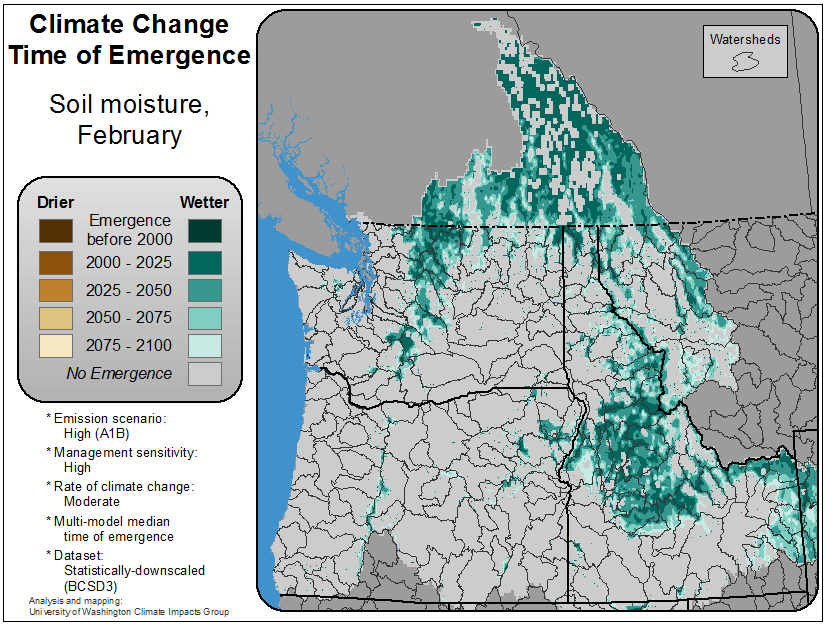 Climate Change
Time of Emergence
Soil moisture,
February
Drier Wetter
Emergence
before 2000
2000 - 2025
2025 - 2050
2050 - 2075
2075 - 2100
No Emergence
* Emission scenario:
High (A1B)
* Management sensitivity:
High
* Rate of climate change:
Moderate
* Multi-model median
time of emergence
* Dataset:
Statistically-downscaled
(BCSD3)
Analysis and mapping:
University of Washington Climate Impacts Group
Watersheds